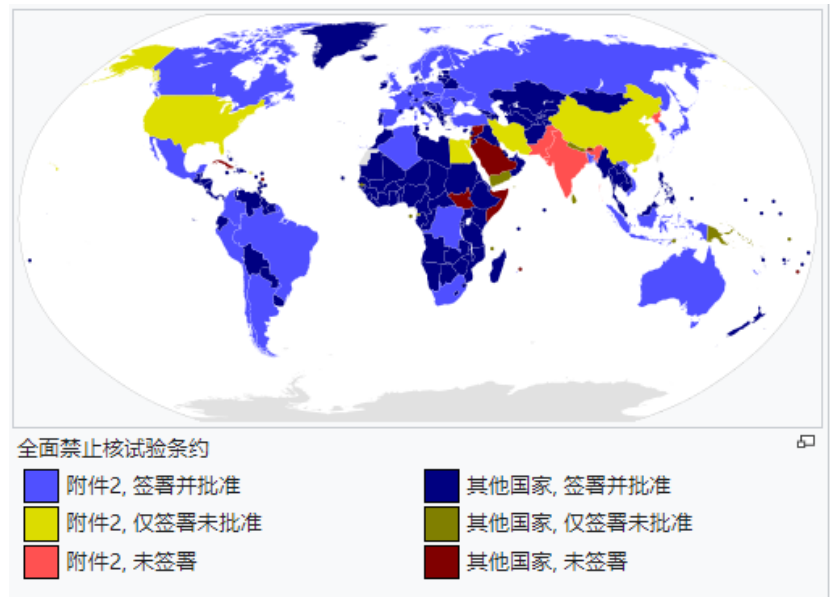 全面禁止核试验条约
附件2, 签署并批准
其他国家, 签署并批准
附件2, 仅签署未批准
其他国家, 仅签署未批准
附件2, 未签署
其他国家, 未签署